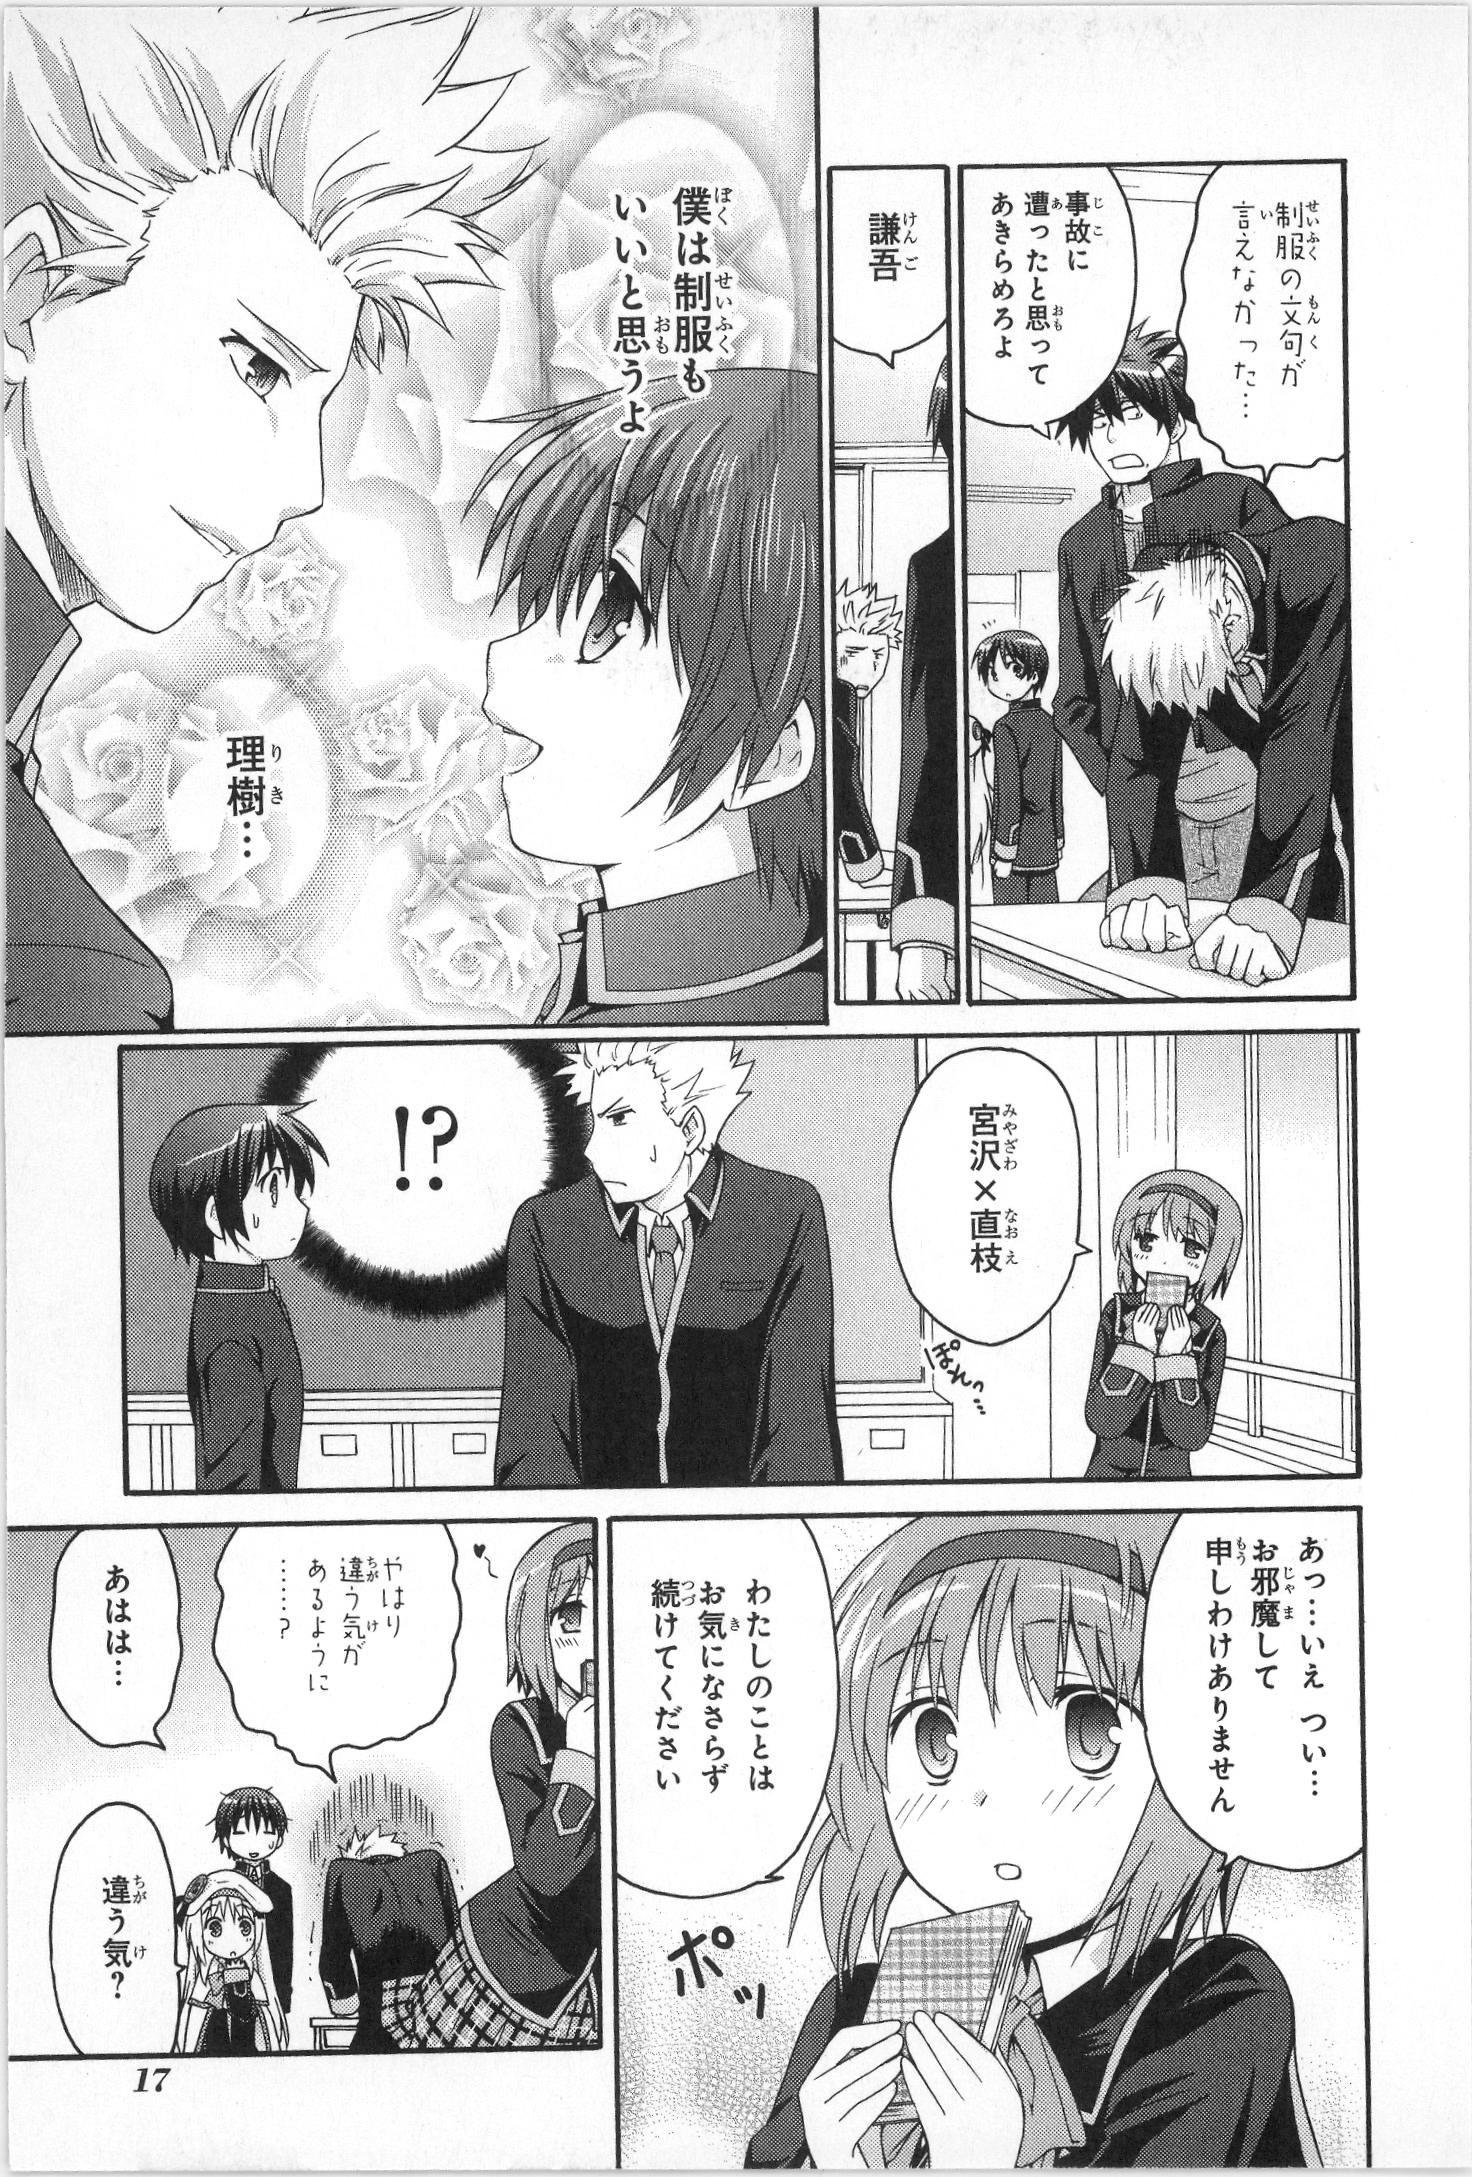 制服の文句が
言えなかった…
事故に
遭ったと思って
あきらめろよ
謙吾
僕は制服も
いいと思うよ
理樹…
宮沢×直枝
ぽれっ…
!?
あっ…いえ つい…
お邪魔して
申しわけありません
わたしのことは
お気になさらず
続けてください
ポッ
やはり
違う気が
あるように
……?
あはは…
違う気?
17